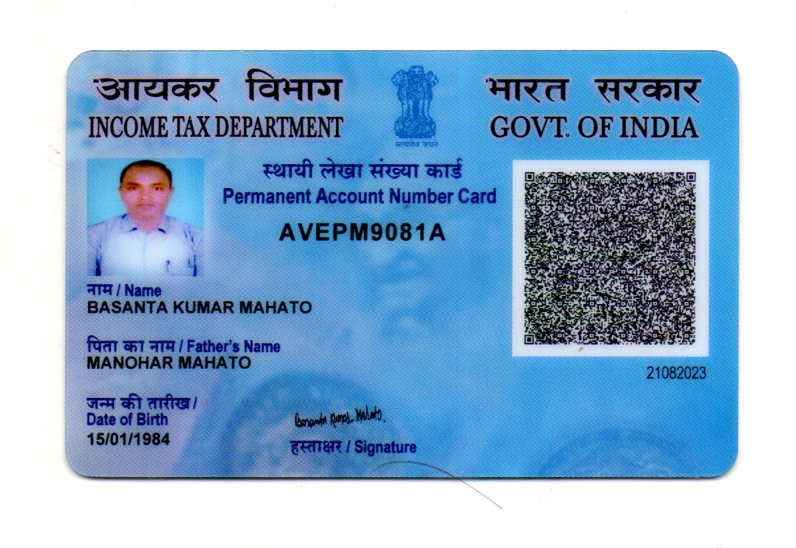 आयकर विभाग
INCOME TAX DEPARTMENT
सत्यमेव जयते
भारत सरकार
GOVT. OF INDIA
स्थायी लेखा संख्या कार्ड
Permanent Account Number Card
AVEPM9081A
नाम / Name
BASANTA KUMAR MAHATO
पिता का नाम / Father's Name
MANOHAR MAHATO
21082023
जन्म की तारीख /
Date of Birth
15/01/1984
Basanta Kumar Mahato.
हस्ताक्षर / Signature